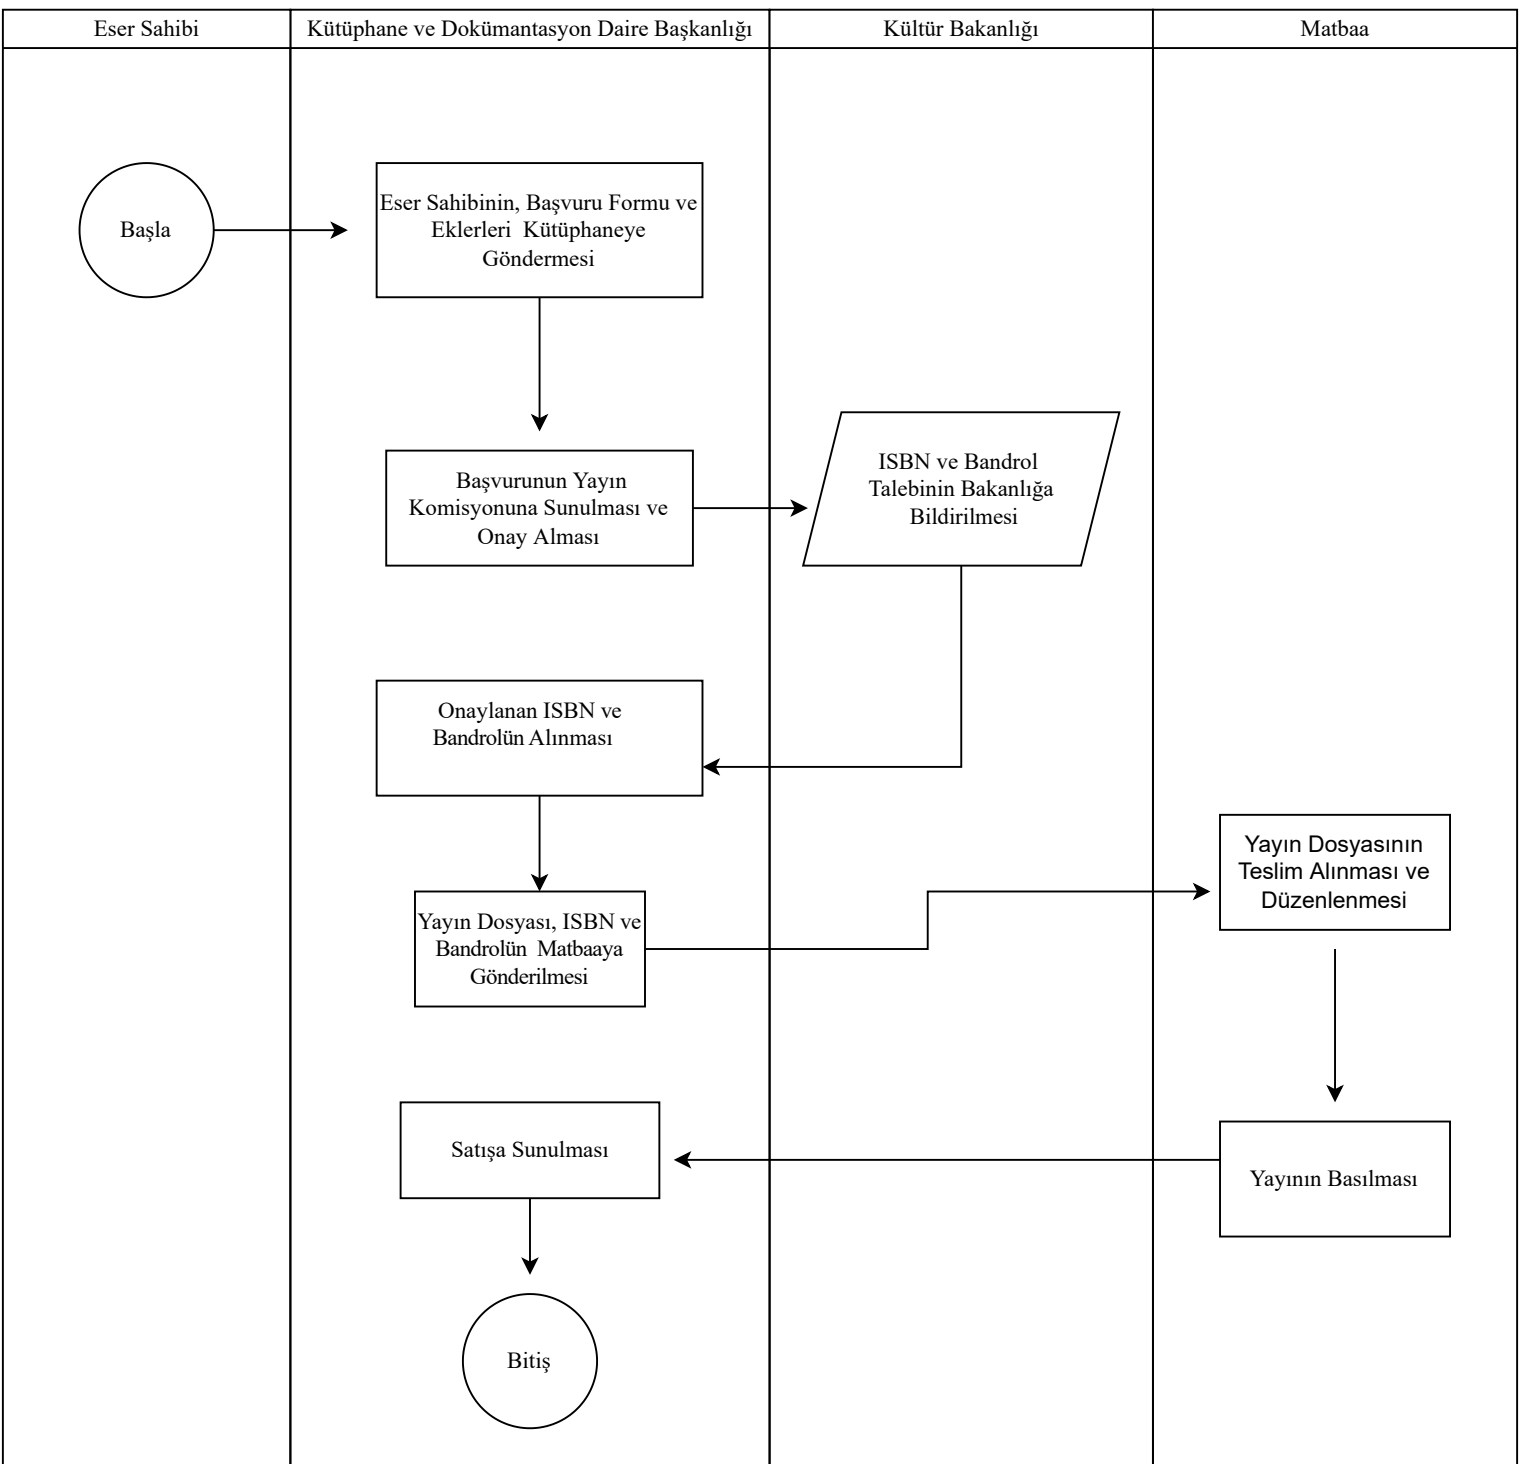 Eser Sahibi
Kütüphane ve Dokümantasyon Daire Başkanlığı
Kültür Bakanlığı
Matbaa
Başla
Eser Sahibinin, Başvuru Formu ve
Eklerleri Kütüphaneye
Göndermesi
Başvurunun Yayın
Komisyonuna Sunulması ve
Onay Alması
ISBN ve Bandrol
Talebinin Bakanlığa
Bildirilmesi
Onaylanan ISBN ve
Bandrolün Alınması
Yayın Dosyası, ISBN ve
Bandrolün Matbaaya
Gönderilmesi
Yayın Dosyasının
Teslim Alınması ve
Düzenlenmesi
Yayının Basılması
Satışa Sunulması
Bitiş